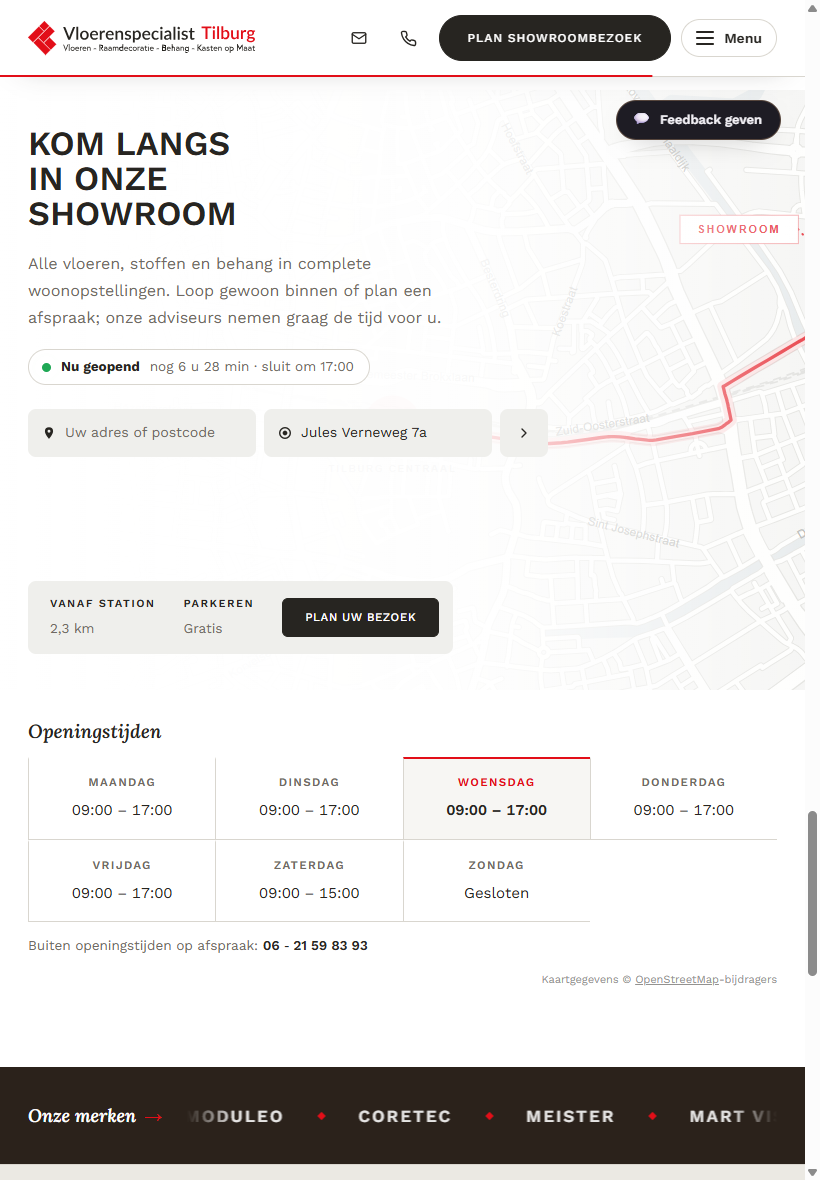 Vloerenspecialist Tilburg
Vloeren - Raamdecoratie - Behang - Kasten op Maat
PLAN SHOWROOMBEZOEK
Menu
Feedback geven
KOM LANGS
IN ONZE
SHOWROOM
SHOWROOM
Alle vloeren, stoffen en behang in complete
woonopstellingen. Loop gewoon binnen of plan een
afspraak; onze adviseurs nemen graag de tijd voor u.
Koestraat
Nu geopend nog 6 u 28 min · sluit om 17:00
Uw adres of postcode
Jules Verneweg 7a
Zuid-Oosterstraat
Sint Josephstraat
VANAF STATION
PARKEREN
2,3 km
Gratis
PLAN UW BEZOEK
Openingstijden
MAANDAG
09:00 – 17:00
DINSDAG
09:00 – 17:00
WOENSDAG
09:00 – 17:00
DONDERDAG
09:00 – 17:00
VRIJDAG
09:00 – 17:00
ZATERDAG
09:00 – 15:00
ZONDAG
Gesloten
Buiten openingstijden op afspraak: 06 - 21 59 83 93
Kaartgegevens © OpenStreetMap-bijdragers
Onze merken → MODULEO CORETEC MEISTER MART